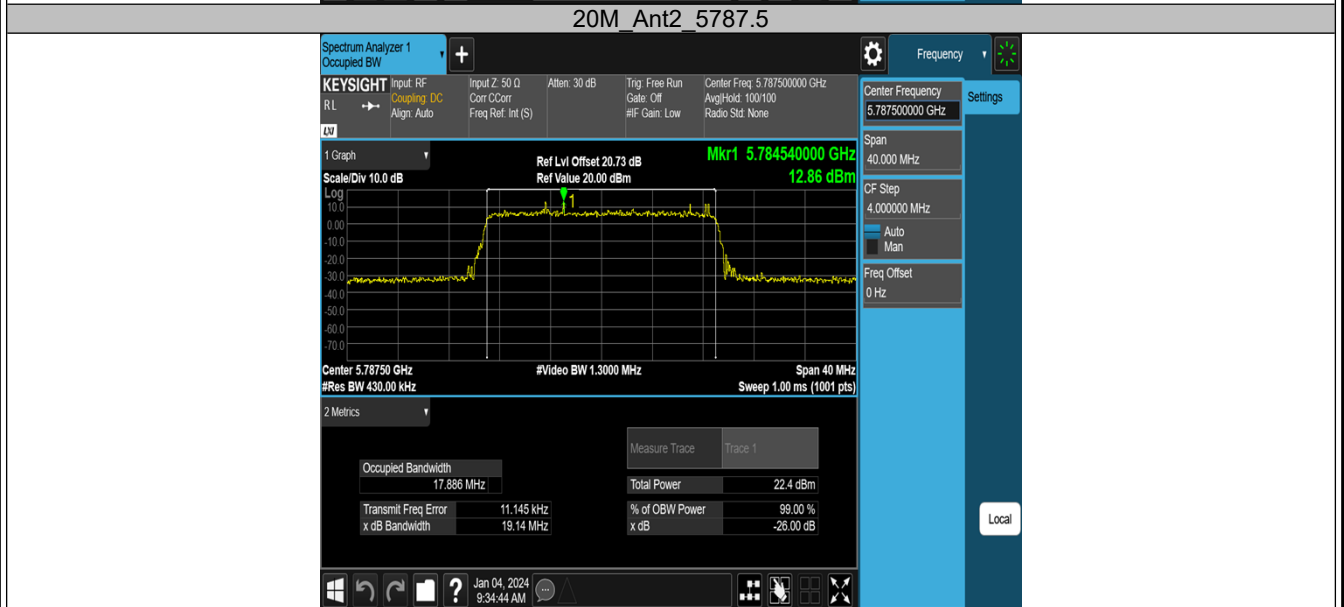 20M_Ant2_5787.5
Spectrum Analyzer 1
Occupied BW
+
Frequency
KEYSIGHT
RL
LXI
Input: RF
Coupling: DC
Align: Auto
Input Z: 50 Ω
Corr CCorr
Freq Ref: Int (S)
Atten: 30 dB
Trig: Free Run
Gate: Off
#IF Gain: Low
Center Freq: 5.787500000 GHz
Avg|Hold: 100/100
Radio Std: None
Center Frequency
5.787500000 GHz
Settings
Span
40.000 MHz
CF Step
4.000000 MHz
Auto
Man
Freq Offset
0 Hz
Local
1 Graph
Scale/Div 10.0 dB
Ref Lvl Offset 20.73 dB
Ref Value 20.00 dBm
Mkr1 5.784540000 GHz
12.86 dBm
Log
10.0
0.00
-10.0
-20.0
-30.0
-40.0
-50.0
-60.0
-70.0
1
Center 5.78750 GHz
#Video BW 1.3000 MHz
Span 40 MHz
#Res BW 430.00 kHz
Sweep 1.00 ms (1001 pts)
2 Metrics
Measure Trace
Trace 1
Occupied Bandwidth
17.886 MHz
Total Power
22.4 dBm
Transmit Freq Error
11.145 kHz
% of OBW Power
99.00 %
x dB Bandwidth
19.14 MHz
x dB
-26.00 dB
?
Jan 04, 2024
9:34:44 AM